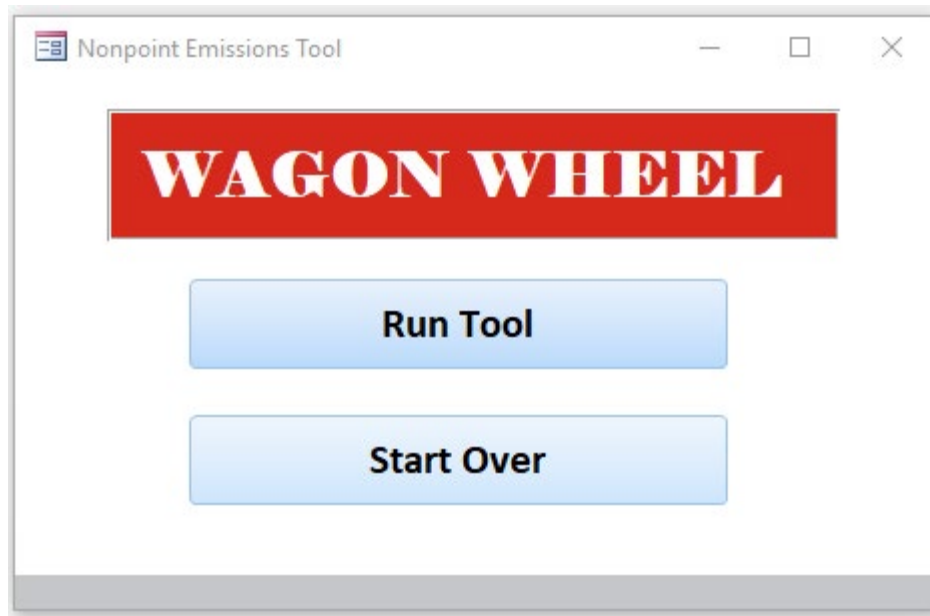 Nonpoint Emissions Tool
WAGON WHEEL
Run Tool
Start Over